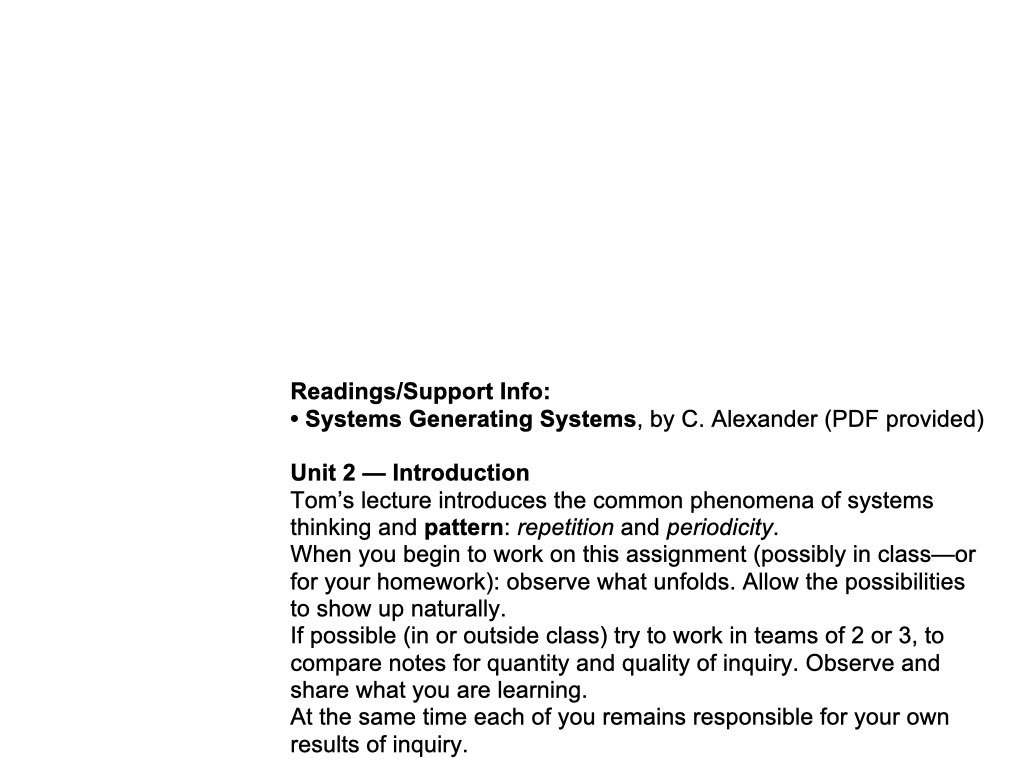 Readings/Support Info:
• Systems Generating Systems, by C. Alexander (PDF provided)
Unit 2 — Introduction
Tom’s lecture introduces the common phenomena of systems
thinking and pattern: repetition and periodicity.
When you begin to work on this assignment (possibly in class—or
for your homework): observe what unfolds. Allow the possibilities
to show up naturally.
If possible (in or outside class) try to work in teams of 2 or 3, to
compare notes for quantity and quality of inquiry. Observe and
share what you are learning.
At the same time each of you remains responsible for your own
results of inquiry.